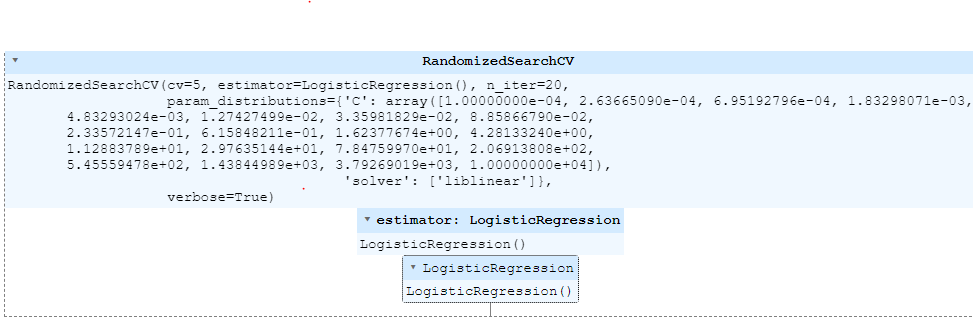 RandomizedSearchCV
RandomizedSearchCV(cv=5, estimator=LogisticRegression(), n_iter=20,
param_distributions={'C': array([1.00000000e-04, 2.63665090e-04, 6.95192796e-04, 1.83298071e-03,
4.83293024e-03, 1.27427499e-02, 3.35981829e-02, 8.85866790e-02,
2.33572147e-01, 6.15848211e-01, 1.62377674e+00, 4.28133240e+00,
1.12883789e+01, 2.97635144e+01, 7.84759970e+01, 2.06913808e+02,
5.45559478e+02, 1.43844989e+03, 3.79269019e+03, 1.00000000e+04]),
'solver': ['liblinear']},
verbose=True)
estimator: LogisticRegression
LogisticRegression()
LogisticRegression
LogisticRegression()